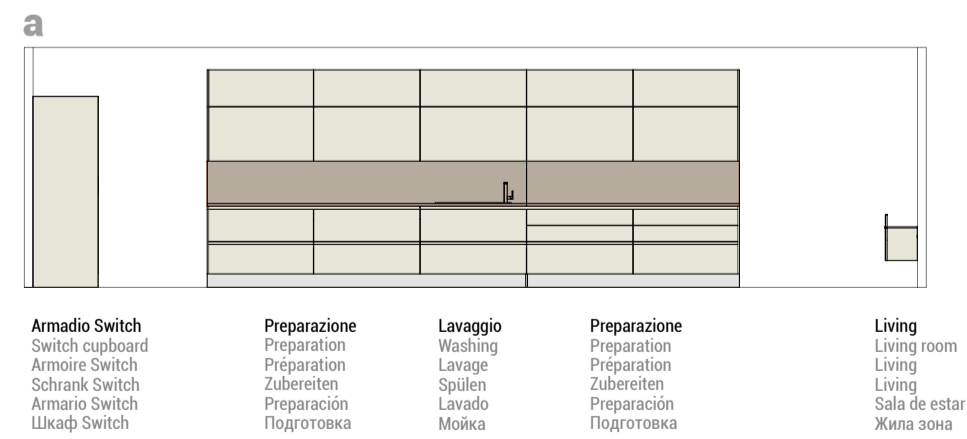 a
Armadio Switch
Switch cupboard
Armoire Switch
Schrank Switch
Armario Switch
Шкаф Switch
Preparazione
Preparation
Préparation
Zubereiten
Preparación
Подготовка
Lavaggio
Washing
Lavage
Spülen
Lavado
Мойка
Preparazione
Preparation
Préparation
Zubereiten
Preparación
Подготовка
Living
Living room
Living
Living
Sala de estar
Жила зона